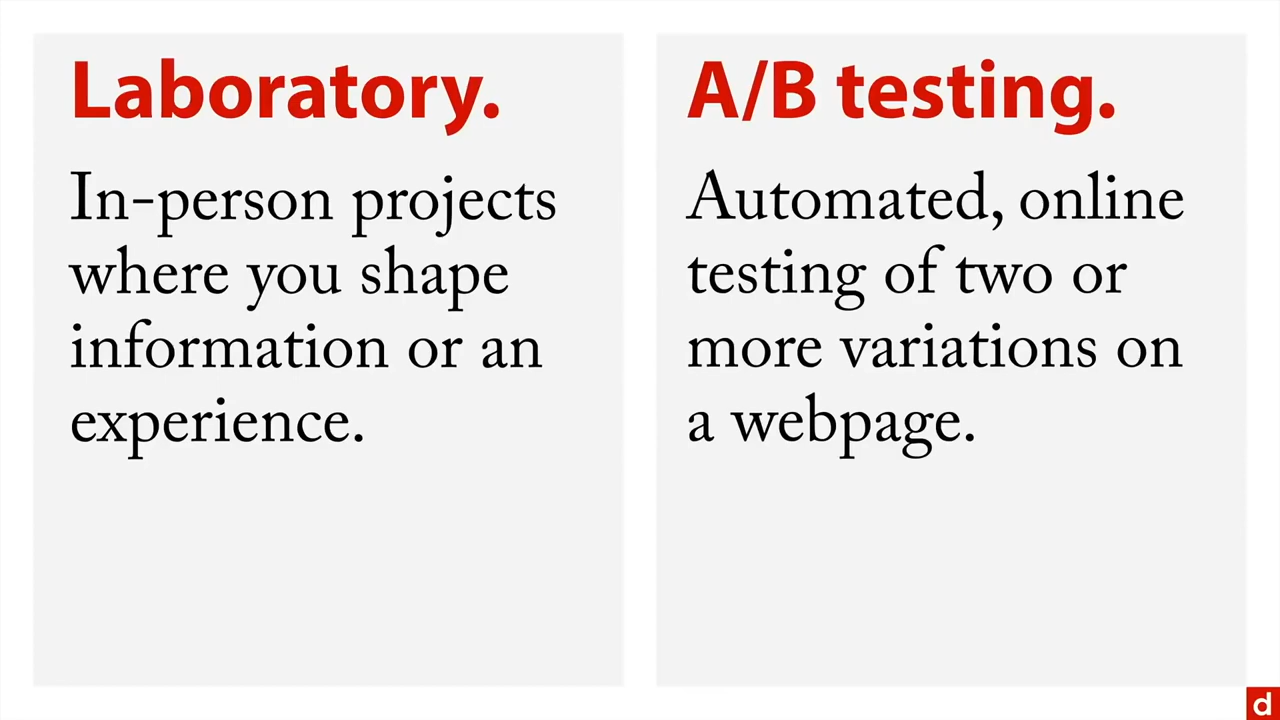 Laboratory.
In-person projects
where you shape
information or an
experience.
A/B testing.
Automated, online
testing of two or
more variations on
a webpage.
d